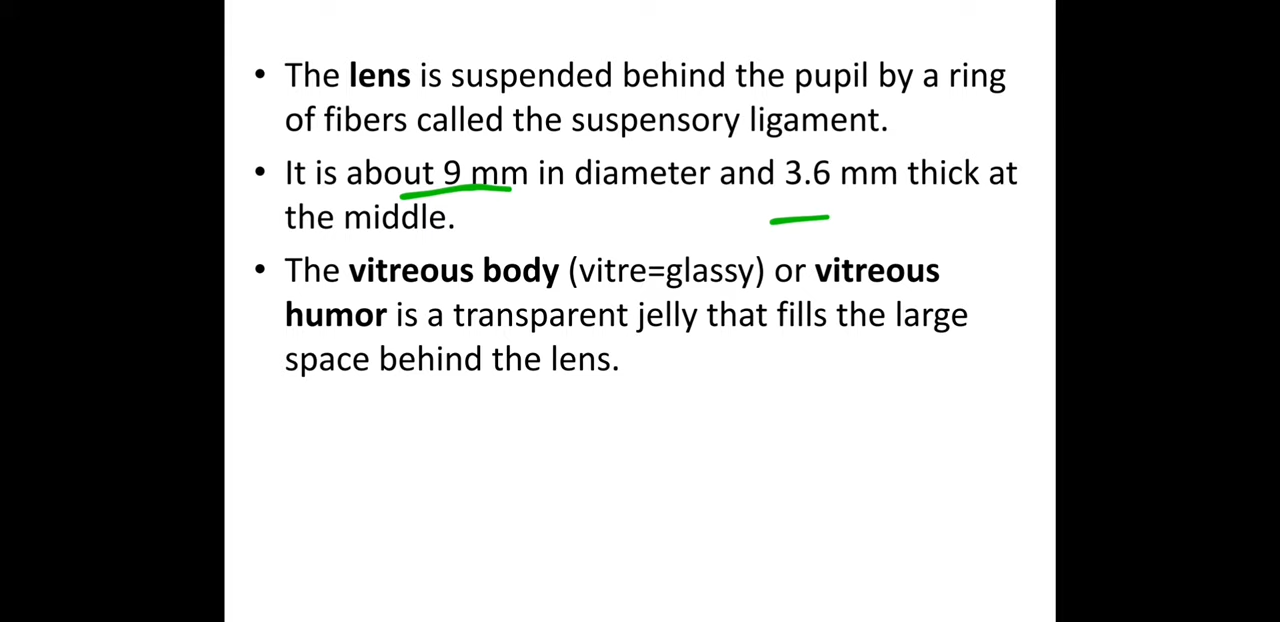 • The lens is suspended behind the pupil by a ring
of fibers called the suspensory ligament.
• It is about 9 mm in diameter and 3.6 mm thick at
the middle.
• The vitreous body (vitre=glassy) or vitreous
humor is a transparent jelly that fills the large
space behind the lens.